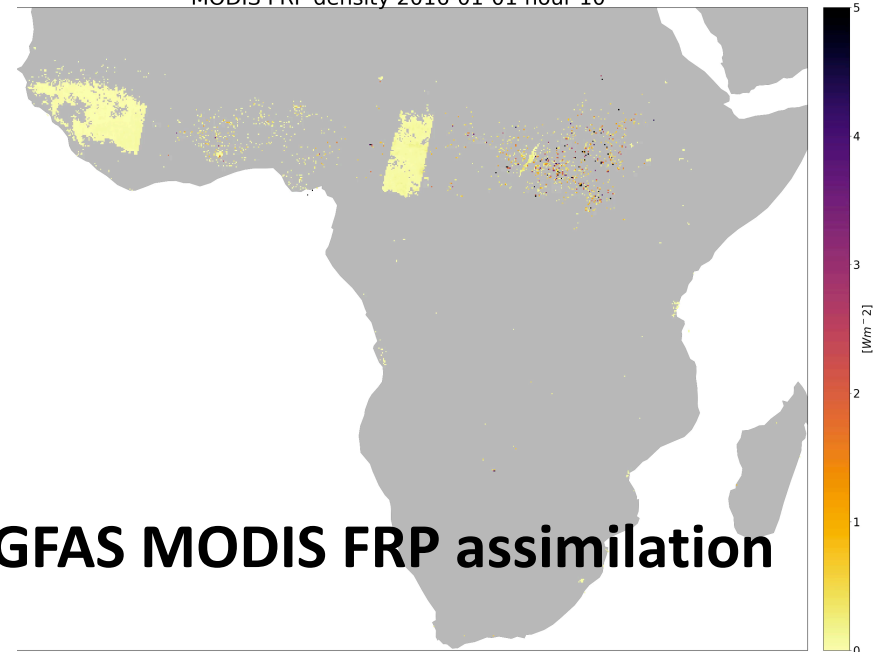 MODIS FRP density 2016-01-01 hour 10
5
4
3
2
1
0
[Wm−2]
GFAS MODIS FRP assimilation